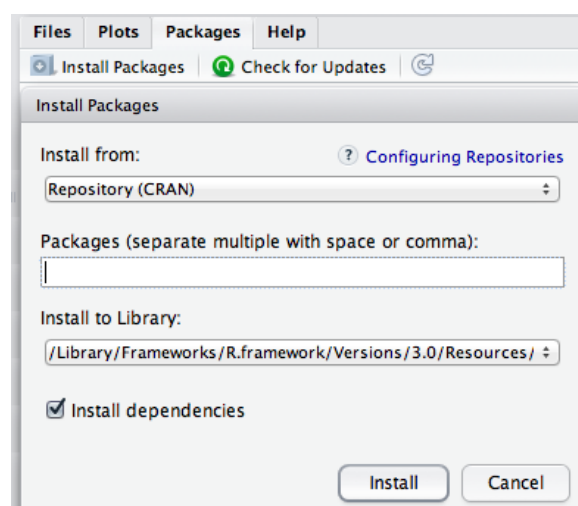 Files Plots Packages Help
Install Packages Check for Updates
Install Packages
Install from: ? Configuring Repositories
Repository (CRAN)
Packages (separate multiple with space or comma):
Install to Library:
/Library/Frameworks/R.framework/Versions/3.0/Resources/
Install dependencies
Install Cancel